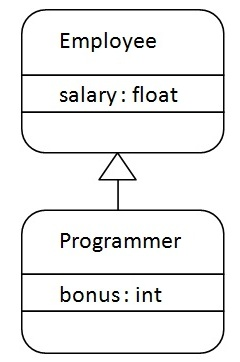 Employee
salary : float
Programmer
bonus : int